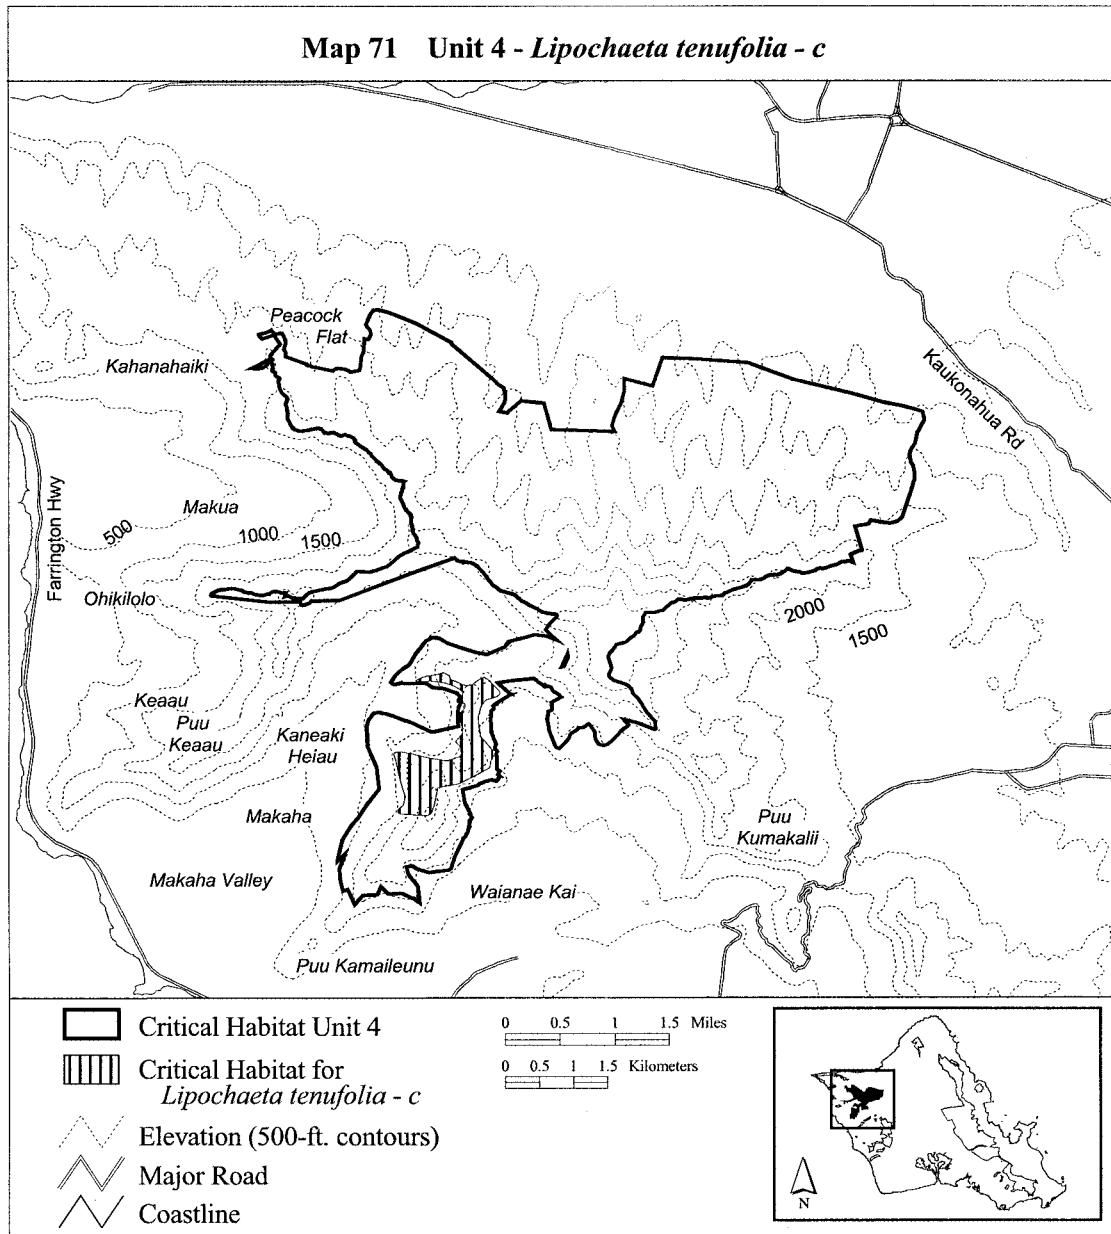 Map 71 Unit 4 - Lipochaeta tenufolia - c
Peacock
Flat
Kahanahaiki
Kaukonahua Rd
Farrington Hwy
Makua
500
1000
1500
Ohikilolo
2000
1500
Keaau
Puu
Keaau
Kaneaki
Heiau
Makaha
Puu
Kumakalii
Makaha Valley
Waianae Kai
Puu Kamaileunu
Critical Habitat Unit 4
Critical Habitat for
Lipochaeta tenufolia - c
Elevation (500-ft. contours)
Major Road
Coastline
0 0.5 1 1.5 Miles
0 0.5 1 1.5 Kilometers
N